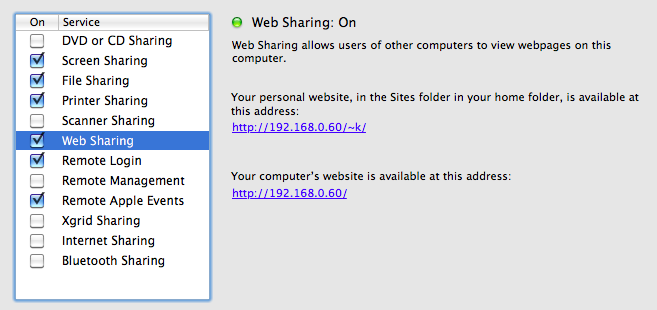 On Service
DVD or CD Sharing
Screen Sharing
File Sharing
Printer Sharing
Scanner Sharing
Web Sharing
Remote Login
Remote Management
Remote Apple Events
Xgrid Sharing
Internet Sharing
Bluetooth Sharing
Web Sharing: On
Web Sharing allows users of other computers to view webpages on this
computer.
Your personal website, in the Sites folder in your home folder, is available at
this address:
http://192.168.0.60/~k/
Your computer's website is available at this address:
http://192.168.0.60/